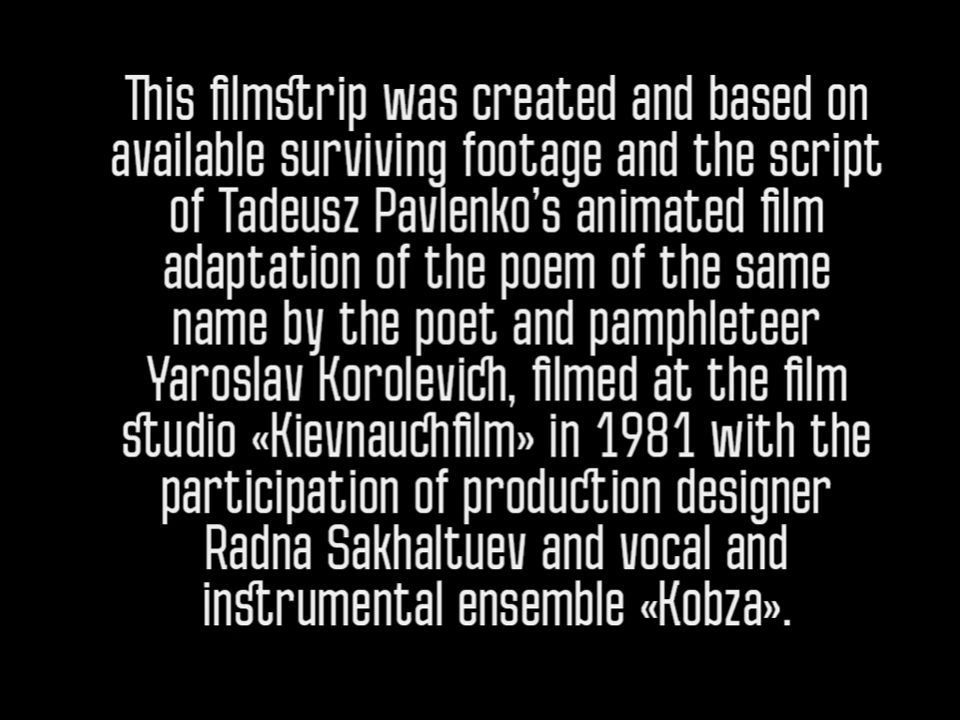 This filmstrip was created and based on
available surviving footage and the script
of Tadeusz Pavlenko’s animated film
adaptation of the poem of the same
name by the poet and pamphleteer
Yaroslav Korolevich, filmed at the film
studio «Kievnauchfilm» in 1981 with the
participation of production designer
Radna Sakhaltuev and vocal and
instrumental ensemble «Kobza».